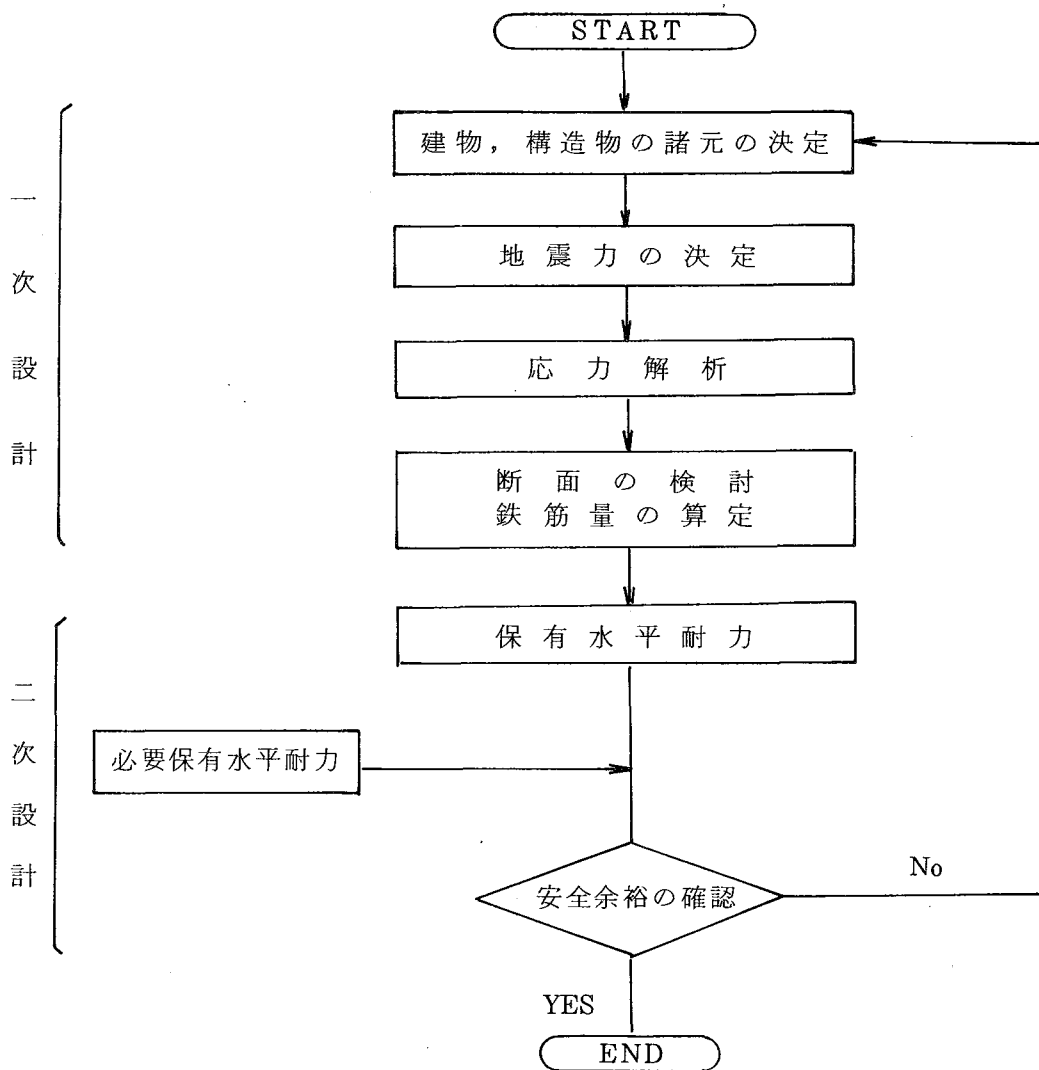 START
建物，構造物の諸元の決定
地震力の決定
応力解析
断面の検討
鉄筋量の算定
一次設計
保有水平耐力
必要保有水平耐力
二次設計
安全余裕の確認
No
YES
END